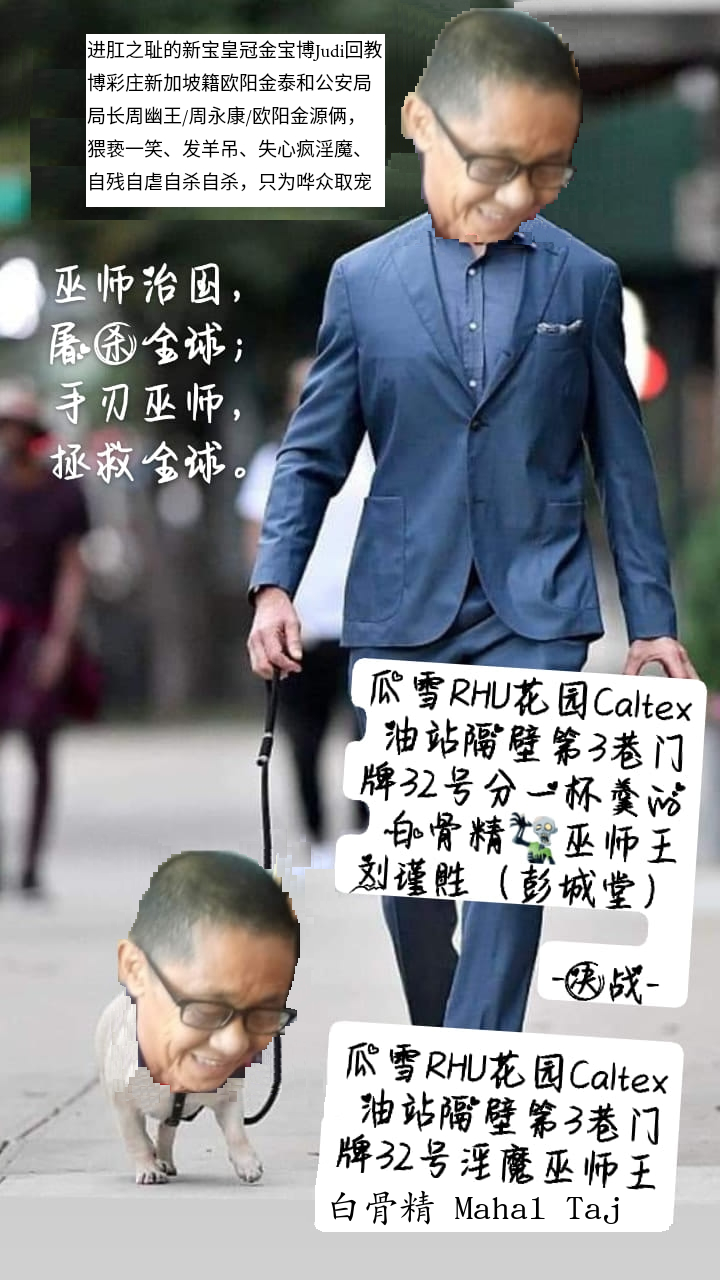 进肛之耻的新宝皇冠金宝博Judi回教
博彩庄新加坡籍欧阳金泰和公安局
局长周幽王/周永康/欧阳金源俩，
猥亵一笑、发羊吊、失心疯淫魔、
自残自虐自杀自杀，只为哗众取宠
巫师治国，
屠杀全球；
手刃巫师，
拯救全球。
瓜雪RHU花园Caltex
油站隔壁第3巷门
牌32号分一杯羹的
白骨精🧟巫师王
刘瑾胜（彭城堂）
-决战-
瓜雪RHU花园Caltex
油站隔壁第3巷门
牌32号淫魔巫师王
白骨精 Mahal Taj